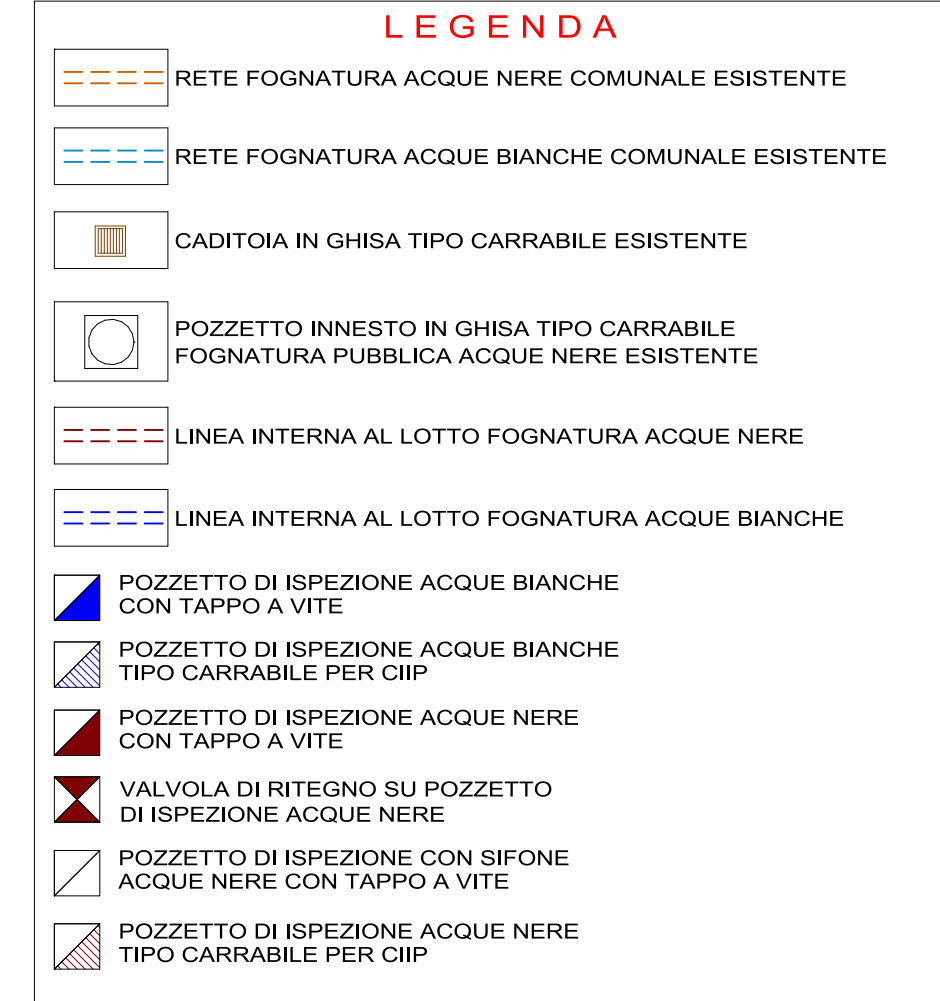 LEGENDA
RETE FOGNATURA ACQUE NERE COMUNALE ESISTENTE
RETE FOGNATURA ACQUE BIANCHE COMUNALE ESISTENTE
CADITOIA IN GHISA TIPO CARRABILE ESISTENTE
POZZETTO INNESTO IN GHISA TIPO CARRABILE
FOGNATURA PUBBLICA ACQUE NERE ESISTENTE
LINEA INTERNA AL LOTTO FOGNATURA ACQUE NERE
LINEA INTERNA AL LOTTO FOGNATURA ACQUE BIANCHE
POZZETTO DI ISPEZIONE ACQUE BIANCHE
CON TAPPO A VITE
POZZETTO DI ISPEZIONE ACQUE BIANCHE
TIPO CARRABILE PER CIIP
POZZETTO DI ISPEZIONE ACQUE NERE
CON TAPPO A VITE
VALVOLA DI RITEGNO SU POZZETTO
DI ISPEZIONE ACQUE NERE
POZZETTO DI ISPEZIONE CON SIFONE
ACQUE NERE CON TAPPO A VITE
POZZETTO DI ISPEZIONE ACQUE NERE
TIPO CARRABILE PER CIIP